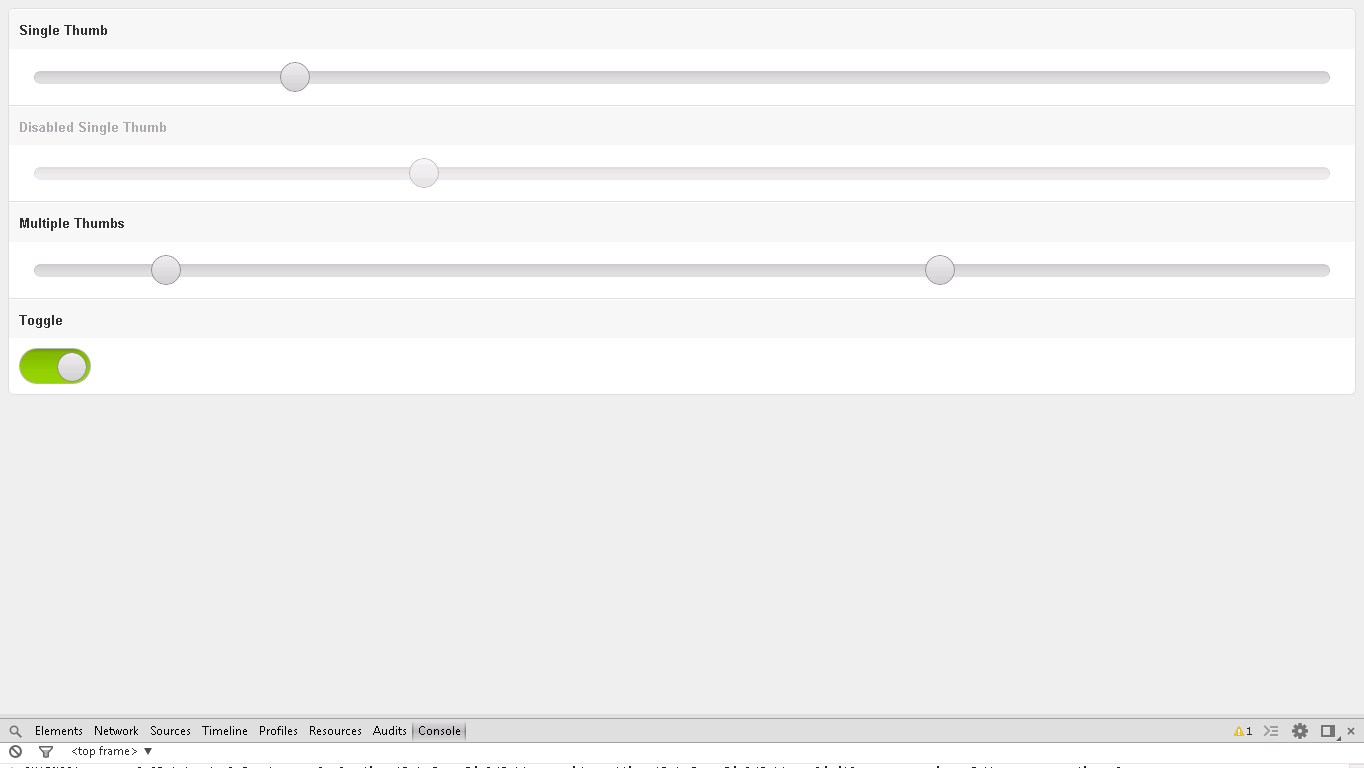 Single Thumb
Disabled Single Thumb
Multiple Thumbs
Toggle
Elements Network Sources Timeline Profiles Resources Audits Console 1
<top frame>